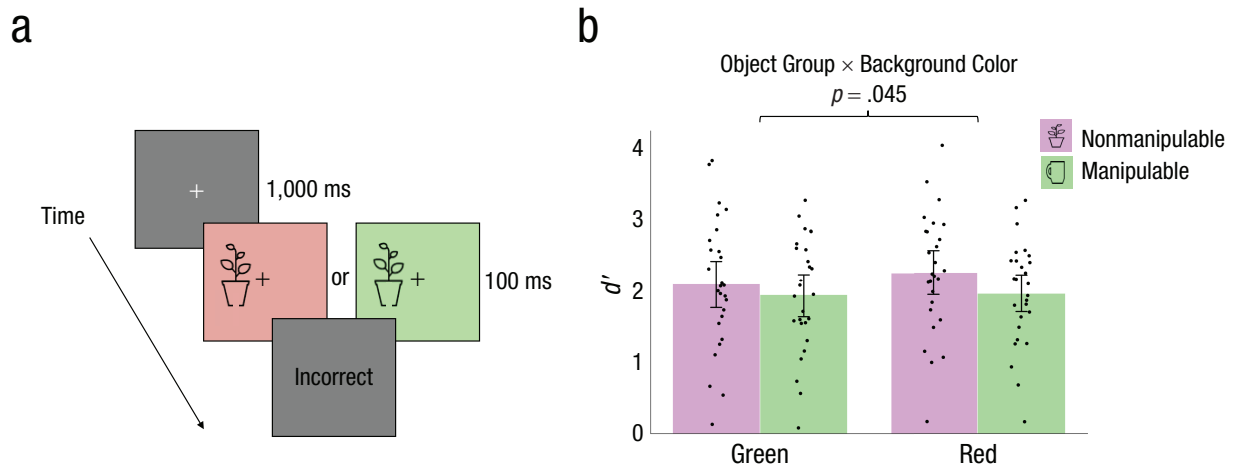 a
Time
1,000 ms
or
100 ms
Incorrect
b
Object Group × Background Color
p = .045
Nonmanipulable
Manipulable
d′
4
3
2
1
0
Green
Red